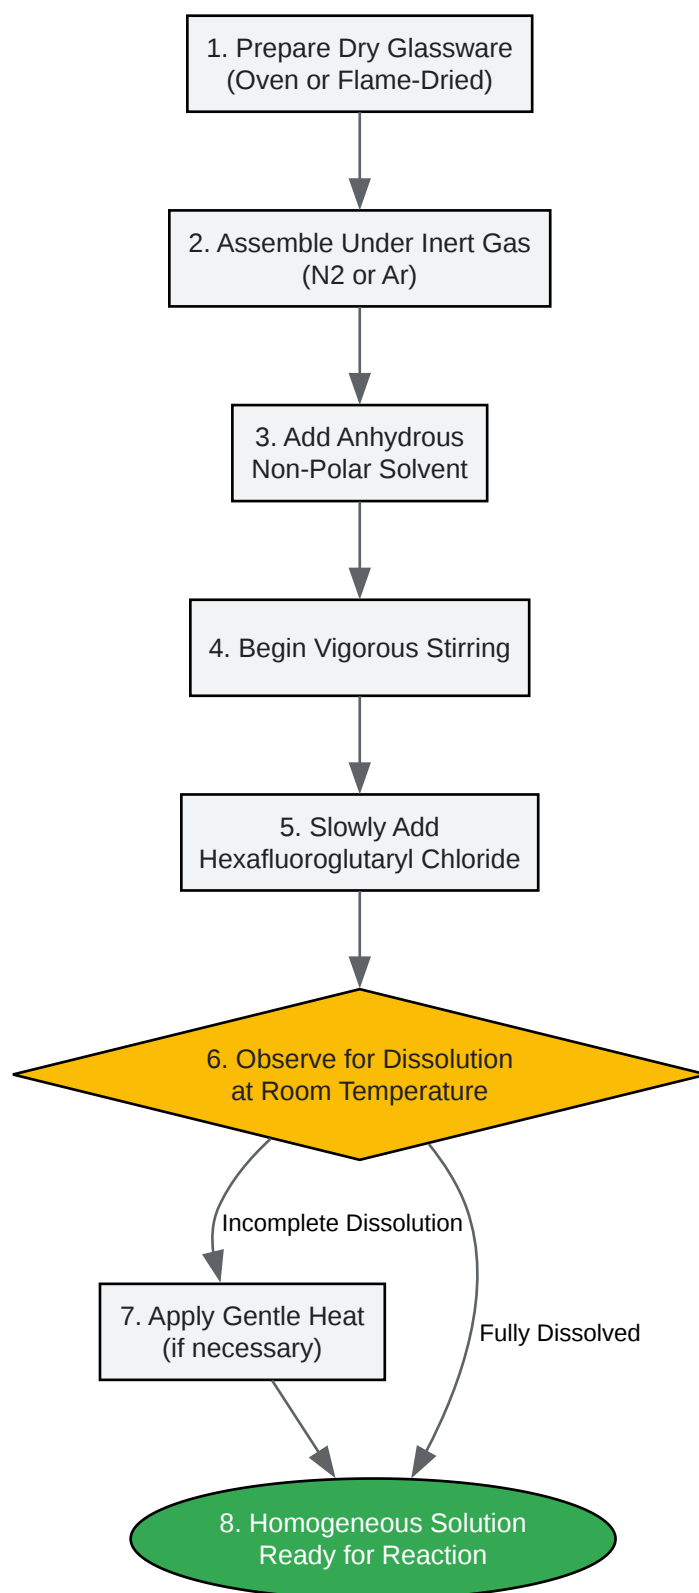 1. Prepare Dry Glassware
(Oven or Flame-Dried)
2. Assemble Under Inert Gas
(N2 or Ar)
3. Add Anhydrous
Non-Polar Solvent
4. Begin Vigorous Stirring
5. Slowly Add
Hexafluoroglutaryl Chloride
6. Observe for Dissolution
at Room Temperature
Incomplete Dissolution
7. Apply Gentle Heat
(if necessary)
Fully Dissolved
8. Homogeneous Solution
Ready for Reaction